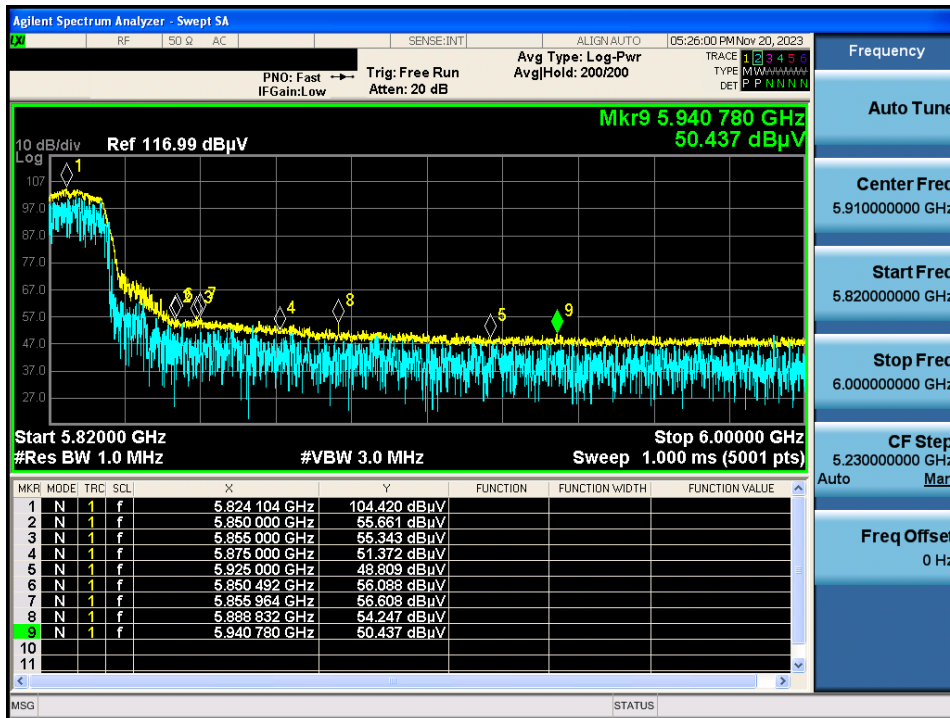 Agilent Spectrum Analyzer - Swept SA
LXI RF 50 Ω AC SENSE:INT ALIGN AUTO 05:26:00 PM Nov 20, 2023
PNO: Fast Trig: Free Run Avg Type: Log-Pwr TRACE 1 2 3 4 5 6
IFGain:Low Atten: 20 dB Avg|Hold: 200/200 TYPE M W
DET P P N N N N
Mkr9 5.940 780 GHz
50.437 dBµV
10 dB/div Ref 116.99 dBµV
Log
107
97.0
87.0
77.0
67.0
57.0
47.0
37.0
27.0
1
6
7
3
4
8
5
9
Start 5.82000 GHz Stop 6.00000 GHz
#Res BW 1.0 MHz #VBW 3.0 MHz Sweep 1.000 ms (5001 pts)
MKR MODE TRC SCL X Y FUNCTION FUNCTION WIDTH FUNCTION VALUE
1 N 1 f 5.824 104 GHz 104.420 dBµV
2 N 1 f 5.850 000 GHz 55.661 dBµV
3 N 1 f 5.855 000 GHz 55.343 dBµV
4 N 1 f 5.875 000 GHz 51.372 dBµV
5 N 1 f 5.925 000 GHz 48.809 dBµV
6 N 1 f 5.850 492 GHz 56.088 dBµV
7 N 1 f 5.855 964 GHz 56.608 dBµV
8 N 1 f 5.888 832 GHz 54.247 dBµV
9 N 1 f 5.940 780 GHz 50.437 dBµV
10
11
MSG STATUS
Frequency
Auto Tune
Center Freq
5.910000000 GHz
Start Freq
5.820000000 GHz
Stop Freq
6.000000000 GHz
CF Step
5.230000000 GHz
Auto Man
Freq Offset
0 Hz